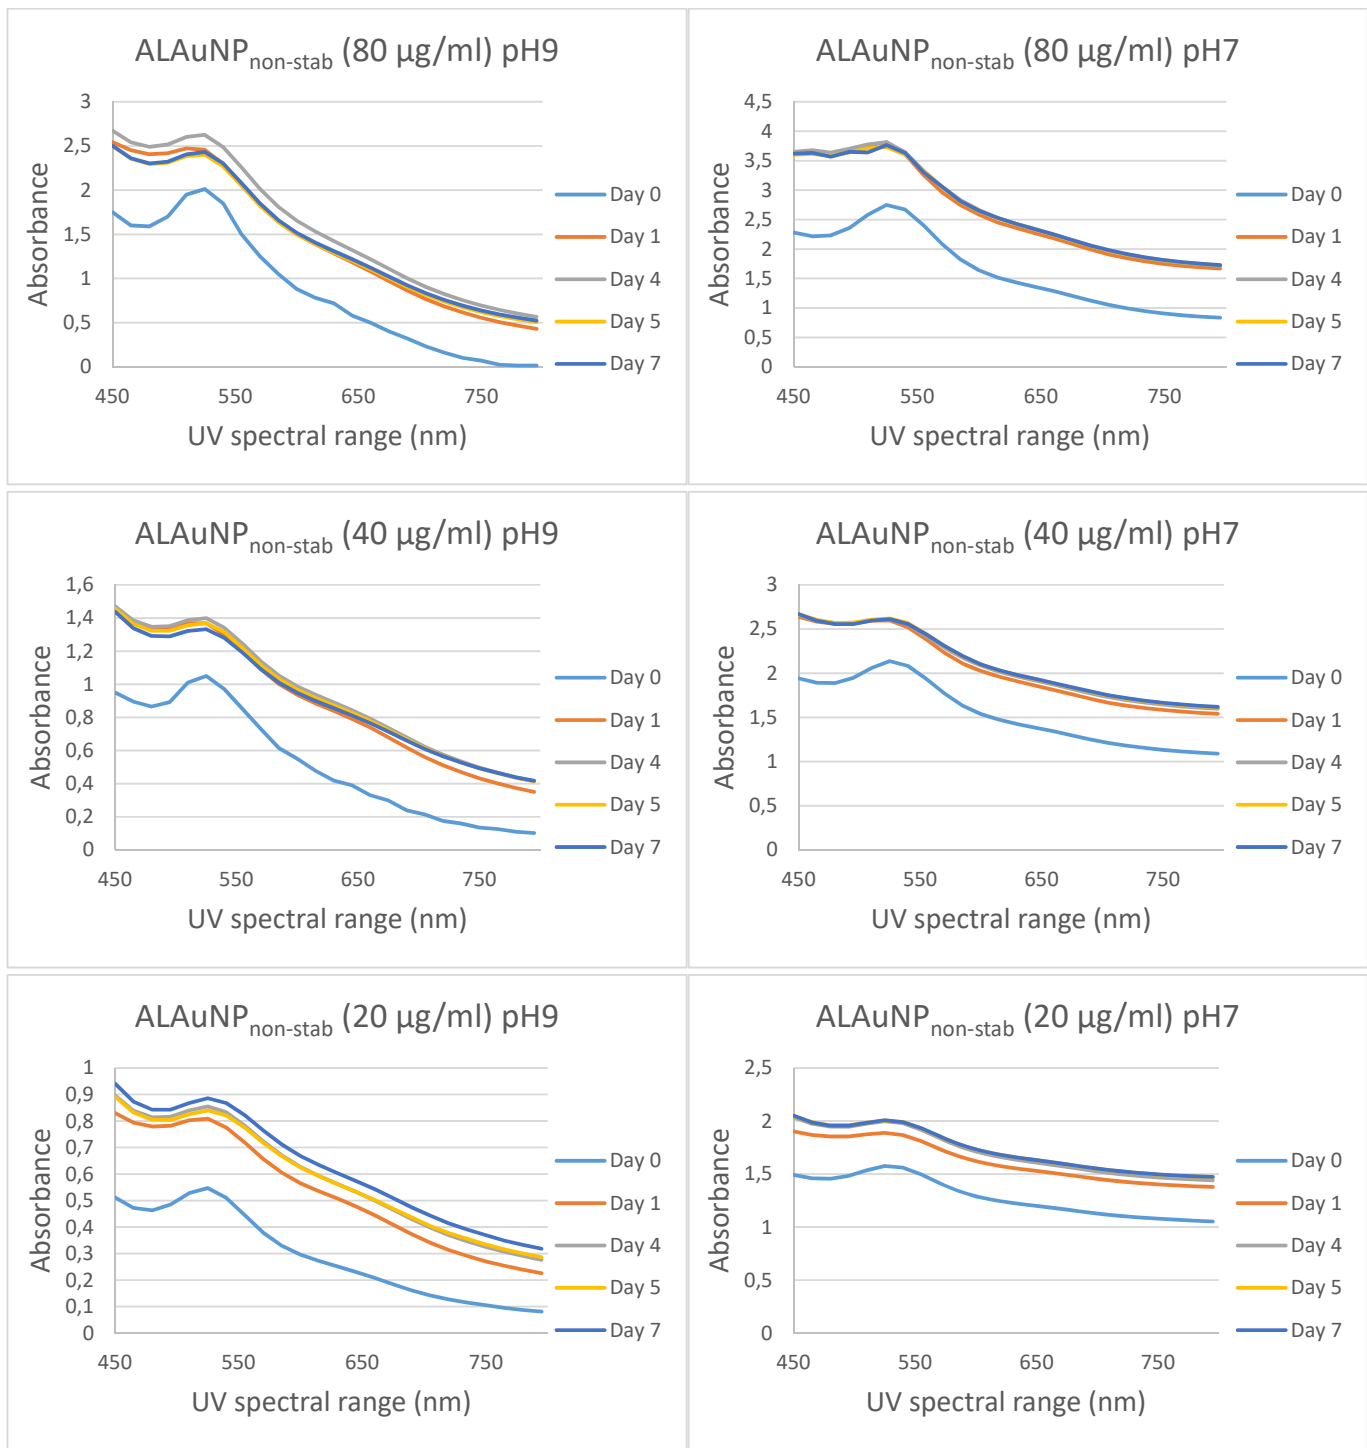 ALAuNPnon-stab (80 µg/ml) pH9
3
2,5
2
1,5
1
0,5
0
450 550 650 750
Absorbance
UV spectral range (nm)
Day 0
Day 1
Day 4
Day 5
Day 7
ALAuNPnon-stab (80 µg/ml) pH7
4,5
4
3,5
3
2,5
2
1,5
1
0,5
0
450 550 650 750
Absorbance
UV spectral range (nm)
Day 0
Day 1
Day 4
Day 5
Day 7
ALAuNPnon-stab (40 µg/ml) pH9
1,6
1,4
1,2
1
0,8
0,6
0,4
0,2
0
450 550 650 750
Absorbance
UV spectral range (nm)
Day 0
Day 1
Day 4
Day 5
Day 7
ALAuNPnon-stab (40 µg/ml) pH7
3
2,5
2
1,5
1
0,5
0
450 550 650 750
Absorbance
UV spectral range (nm)
Day 0
Day 1
Day 4
Day 5
Day 7
ALAuNPnon-stab (20 µg/ml) pH9
1
0,9
0,8
0,7
0,6
0,5
0,4
0,3
0,2
0,1
0
450 550 650 750
Absorbance
UV spectral range (nm)
Day 0
Day 1
Day 4
Day 5
Day 7
ALAuNPnon-stab (20 µg/ml) pH7
2,5
2
1,5
1
0,5
0
450 550 650 750
Absorbance
UV spectral range (nm)
Day 0
Day 1
Day 4
Day 5
Day 7